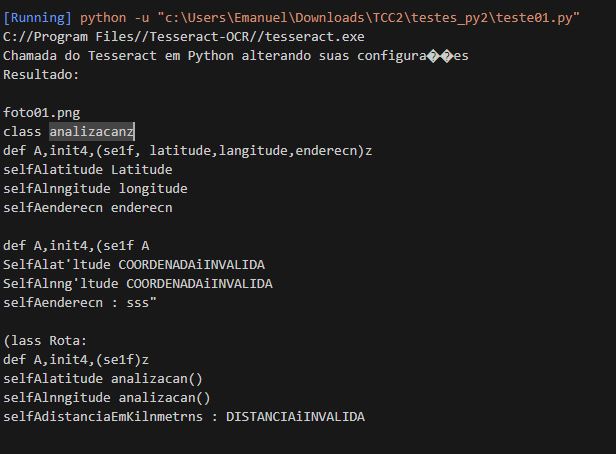 [Running] python -u "c:\Users\Emanuel\Downloads\TCC2\testes_py2\teste01.py"
C://Program Files//Tesseract-OCR//tesseract.exe
Chamada do Tesseract em Python alterando suas configura��es
Resultado:
foto01.png
class analizacanz
def A,init4,(se1f, latitude,langitude,enderecn)z
selfAlatitude Latitude
selfAlnngitude longitude
selfAenderecn enderecn
def A,init4,(se1f A
SelfAlat'ltude COORDENADAiINVALIDA
SelfAlnng'ltude COORDENADAiINVALIDA
selfAenderecn : sss"
(lass Rota:
def A,init4,(se1f)z
selfAlatitude analizacan()
selfAlnngitude analizacan()
selfAdistanciaEmKilnmetrns : DISTANCIAiINVALIDA